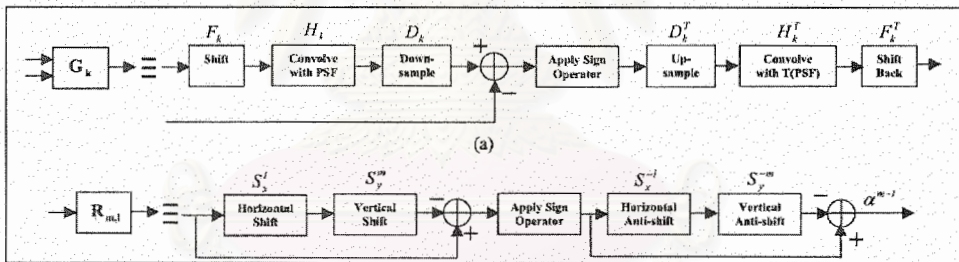 F_k H_k D_k D_k^T H_k^T F_k^T
G_k ≡ Shift Convolve with PSF Down-sample + − Apply Sign Operator Up-sample Convolve with T(PSF) Shift Back
(a)
S_x^l S_y^m S_x^{-l} S_y^{-m}
R_{m,l} ≡ Horizontal Shift Vertical Shift − + Apply Sign Operator Horizontal Anti-shift Vertical Anti-shift − + α^{m+l}